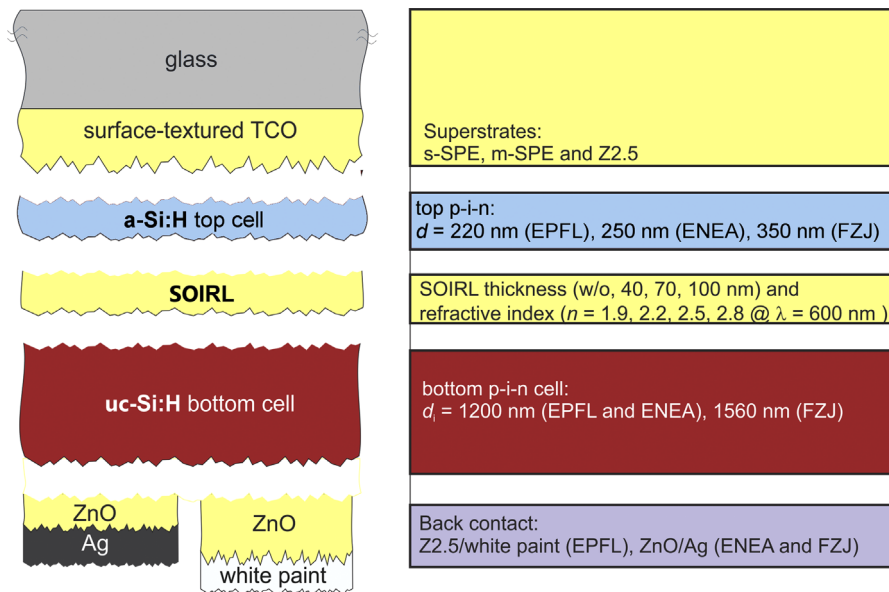 glass
surface-textured TCO
a-Si:H top cell
SOIRL
uc-Si:H bottom cell
ZnO
Ag
ZnO
white paint
Superstrates:
s-SPE, m-SPE and Z2.5
top p-i-n:
d = 220 nm (EPFL), 250 nm (ENEA), 350 nm (FZJ)
SOIRL thickness (w/o, 40, 70, 100 nm) and
refractive index (n = 1.9, 2.2, 2.5, 2.8 @ λ = 600 nm )
bottom p-i-n cell:
dᵢ = 1200 nm (EPFL and ENEA), 1560 nm (FZJ)
Back contact:
Z2.5/white paint (EPFL), ZnO/Ag (ENEA and FZJ)